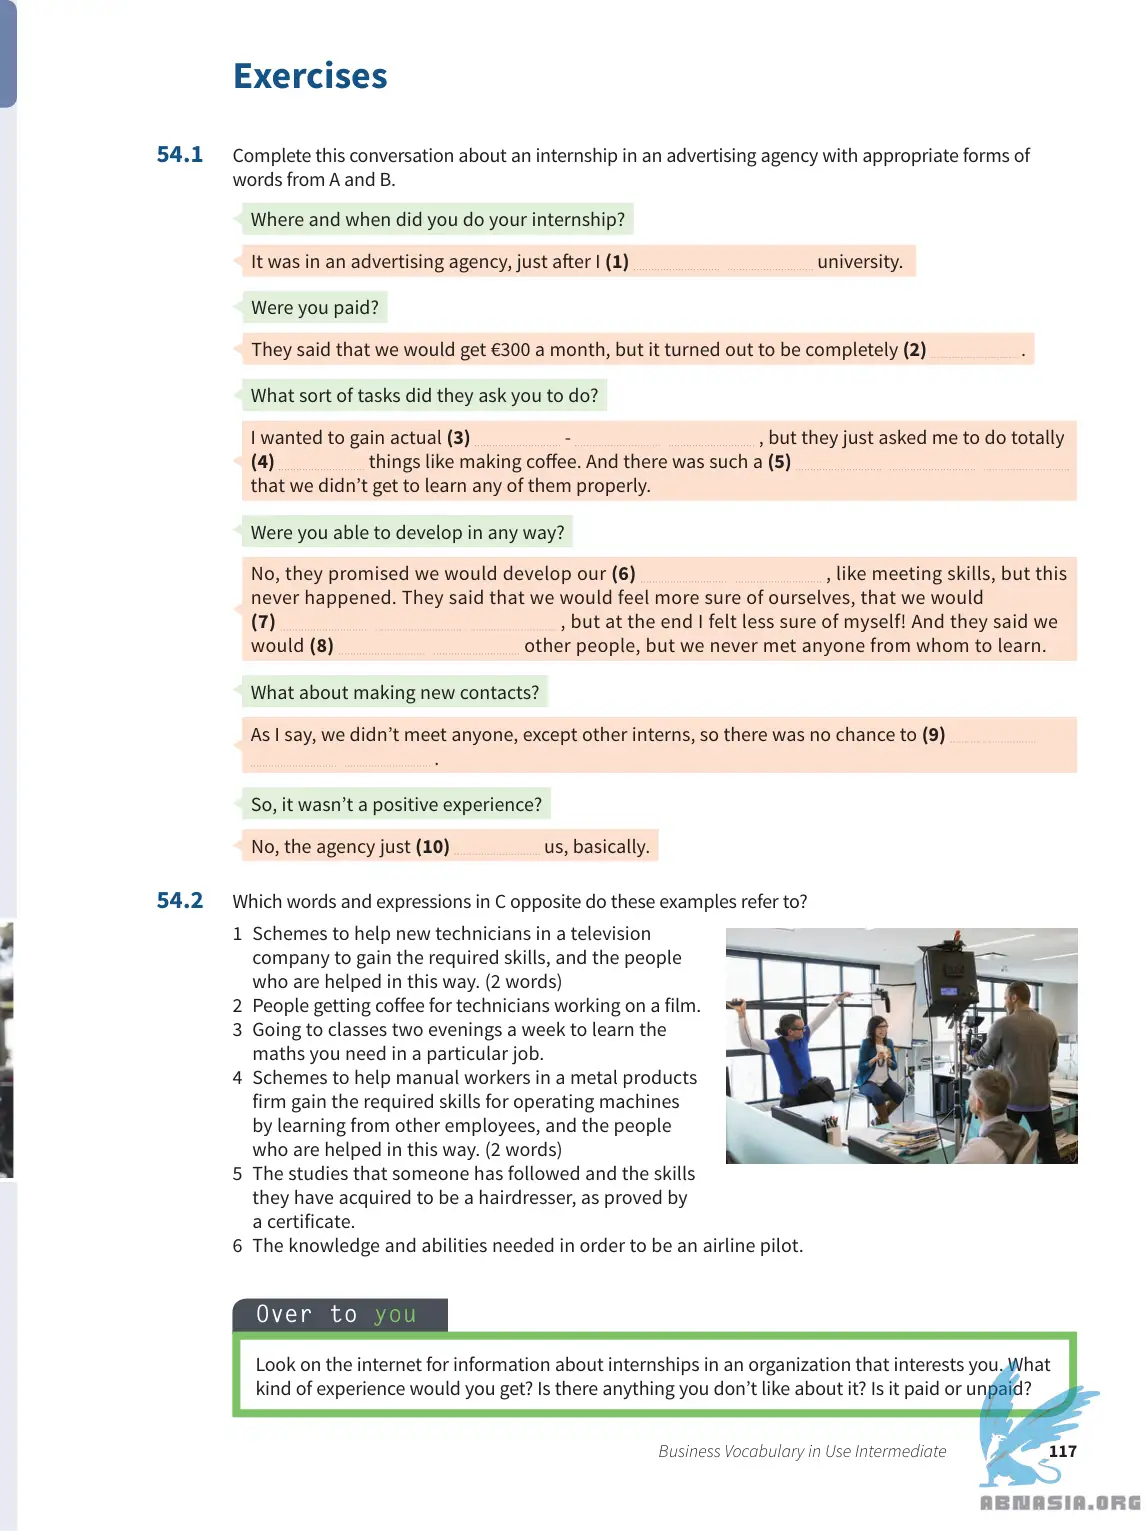 Exercises
54.1 Complete this conversation about an internship in an advertising agency with appropriate forms of
words from A and B.
Where and when did you do your internship?
It was in an advertising agency, just after I (1) university.
Were you paid?
They said that we would get €300 a month, but it turned out to be completely (2) .
What sort of tasks did they ask you to do?
I wanted to gain actual (3) - , but they just asked me to do totally
(4) things like making coffee. And there was such a (5)
that we didn't get to learn any of them properly.
Were you able to develop in any way?
No, they promised we would develop our (6) , like meeting skills, but this
never happened. They said that we would feel more sure of ourselves, that we would
(7) , but at the end I felt less sure of myself! And they said we
would (8) other people, but we never met anyone from whom to learn.
What about making new contacts?
As I say, we didn't meet anyone, except other interns, so there was no chance to (9)
.
So, it wasn't a positive experience?
No, the agency just (10) us, basically.
54.2 Which words and expressions in C opposite do these examples refer to?
1 Schemes to help new technicians in a television
company to gain the required skills, and the people
who are helped in this way. (2 words)
2 People getting coffee for technicians working on a film.
3 Going to classes two evenings a week to learn the
maths you need in a particular job.
4 Schemes to help manual workers in a metal products
firm gain the required skills for operating machines
by learning from other employees, and the people
who are helped in this way. (2 words)
5 The studies that someone has followed and the skills
they have acquired to be a hairdresser, as proved by
a certificate.
6 The knowledge and abilities needed in order to be an airline pilot.
Over to you
Look on the internet for information about internships in an organization that interests you. What
kind of experience would you get? Is there anything you don't like about it? Is it paid or unpaid?
Business Vocabulary in Use Intermediate 117
ABNASIA.ORG